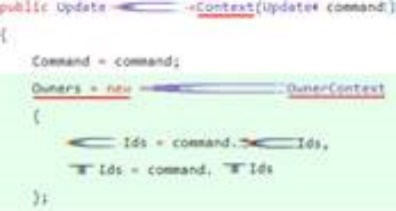 public Update Context(Update command)
{
Command = command;
Owners = new OwnerContext
{
Ids = command. Ids,
Ids = command. Ids
};